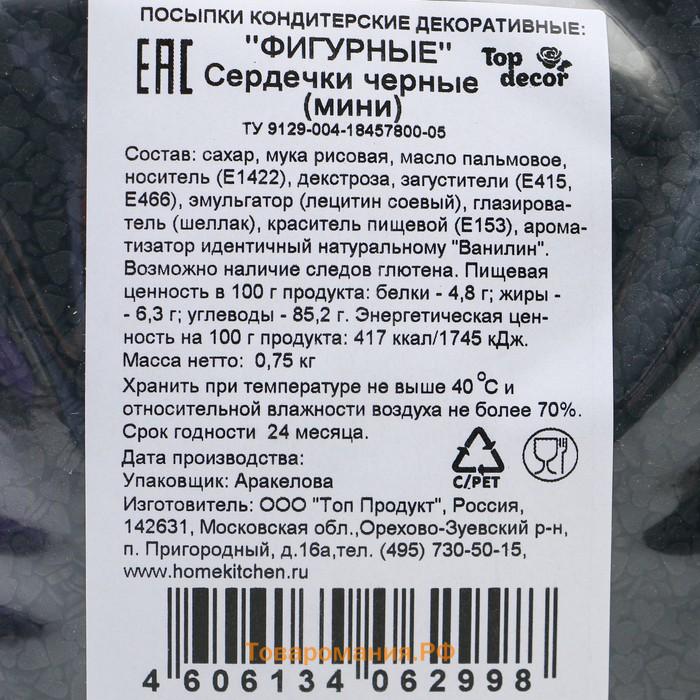 ПОСЫПКИ КОНДИТЕРСКИЕ ДЕКОРАТИВНЫЕ:
EAC "ФИГУРНЫЕ" Top decor
Сердечки черные
(мини)
ТУ 9129-004-18457800-05
Состав: сахар, мука рисовая, масло пальмовое,
носитель (Е1422), декстроза, загустители (Е415,
Е466), эмульгатор (лецитин соевый), глазирова-
тель (шеллак), краситель пищевой (Е153), арома-
тизатор идентичный натуральному "Ванилин".
Возможно наличие следов глютена. Пищевая
ценность в 100 г продукта: белки - 4,8 г; жиры -
- 6,3 г; углеводы - 85,2 г. Энергетическая цен-
ность на 100 г продукта: 417 ккал/1745 кДж.
Масса нетто: 0,75 кг
Хранить при температуре не выше 40 °С и
относительной влажности воздуха не более 70%.
Срок годности 24 месяца.
Дата производства:
Упаковщик: Аракелова
C/PET
Изготовитель: ООО "Топ Продукт", Россия,
142631, Московская обл.,Орехово-Зуевский р-н,
п. Пригородный, д.16а,тел. (495) 730-50-15,
www.homekitchen.ru
Товаромания.РФ
4 606134 062998